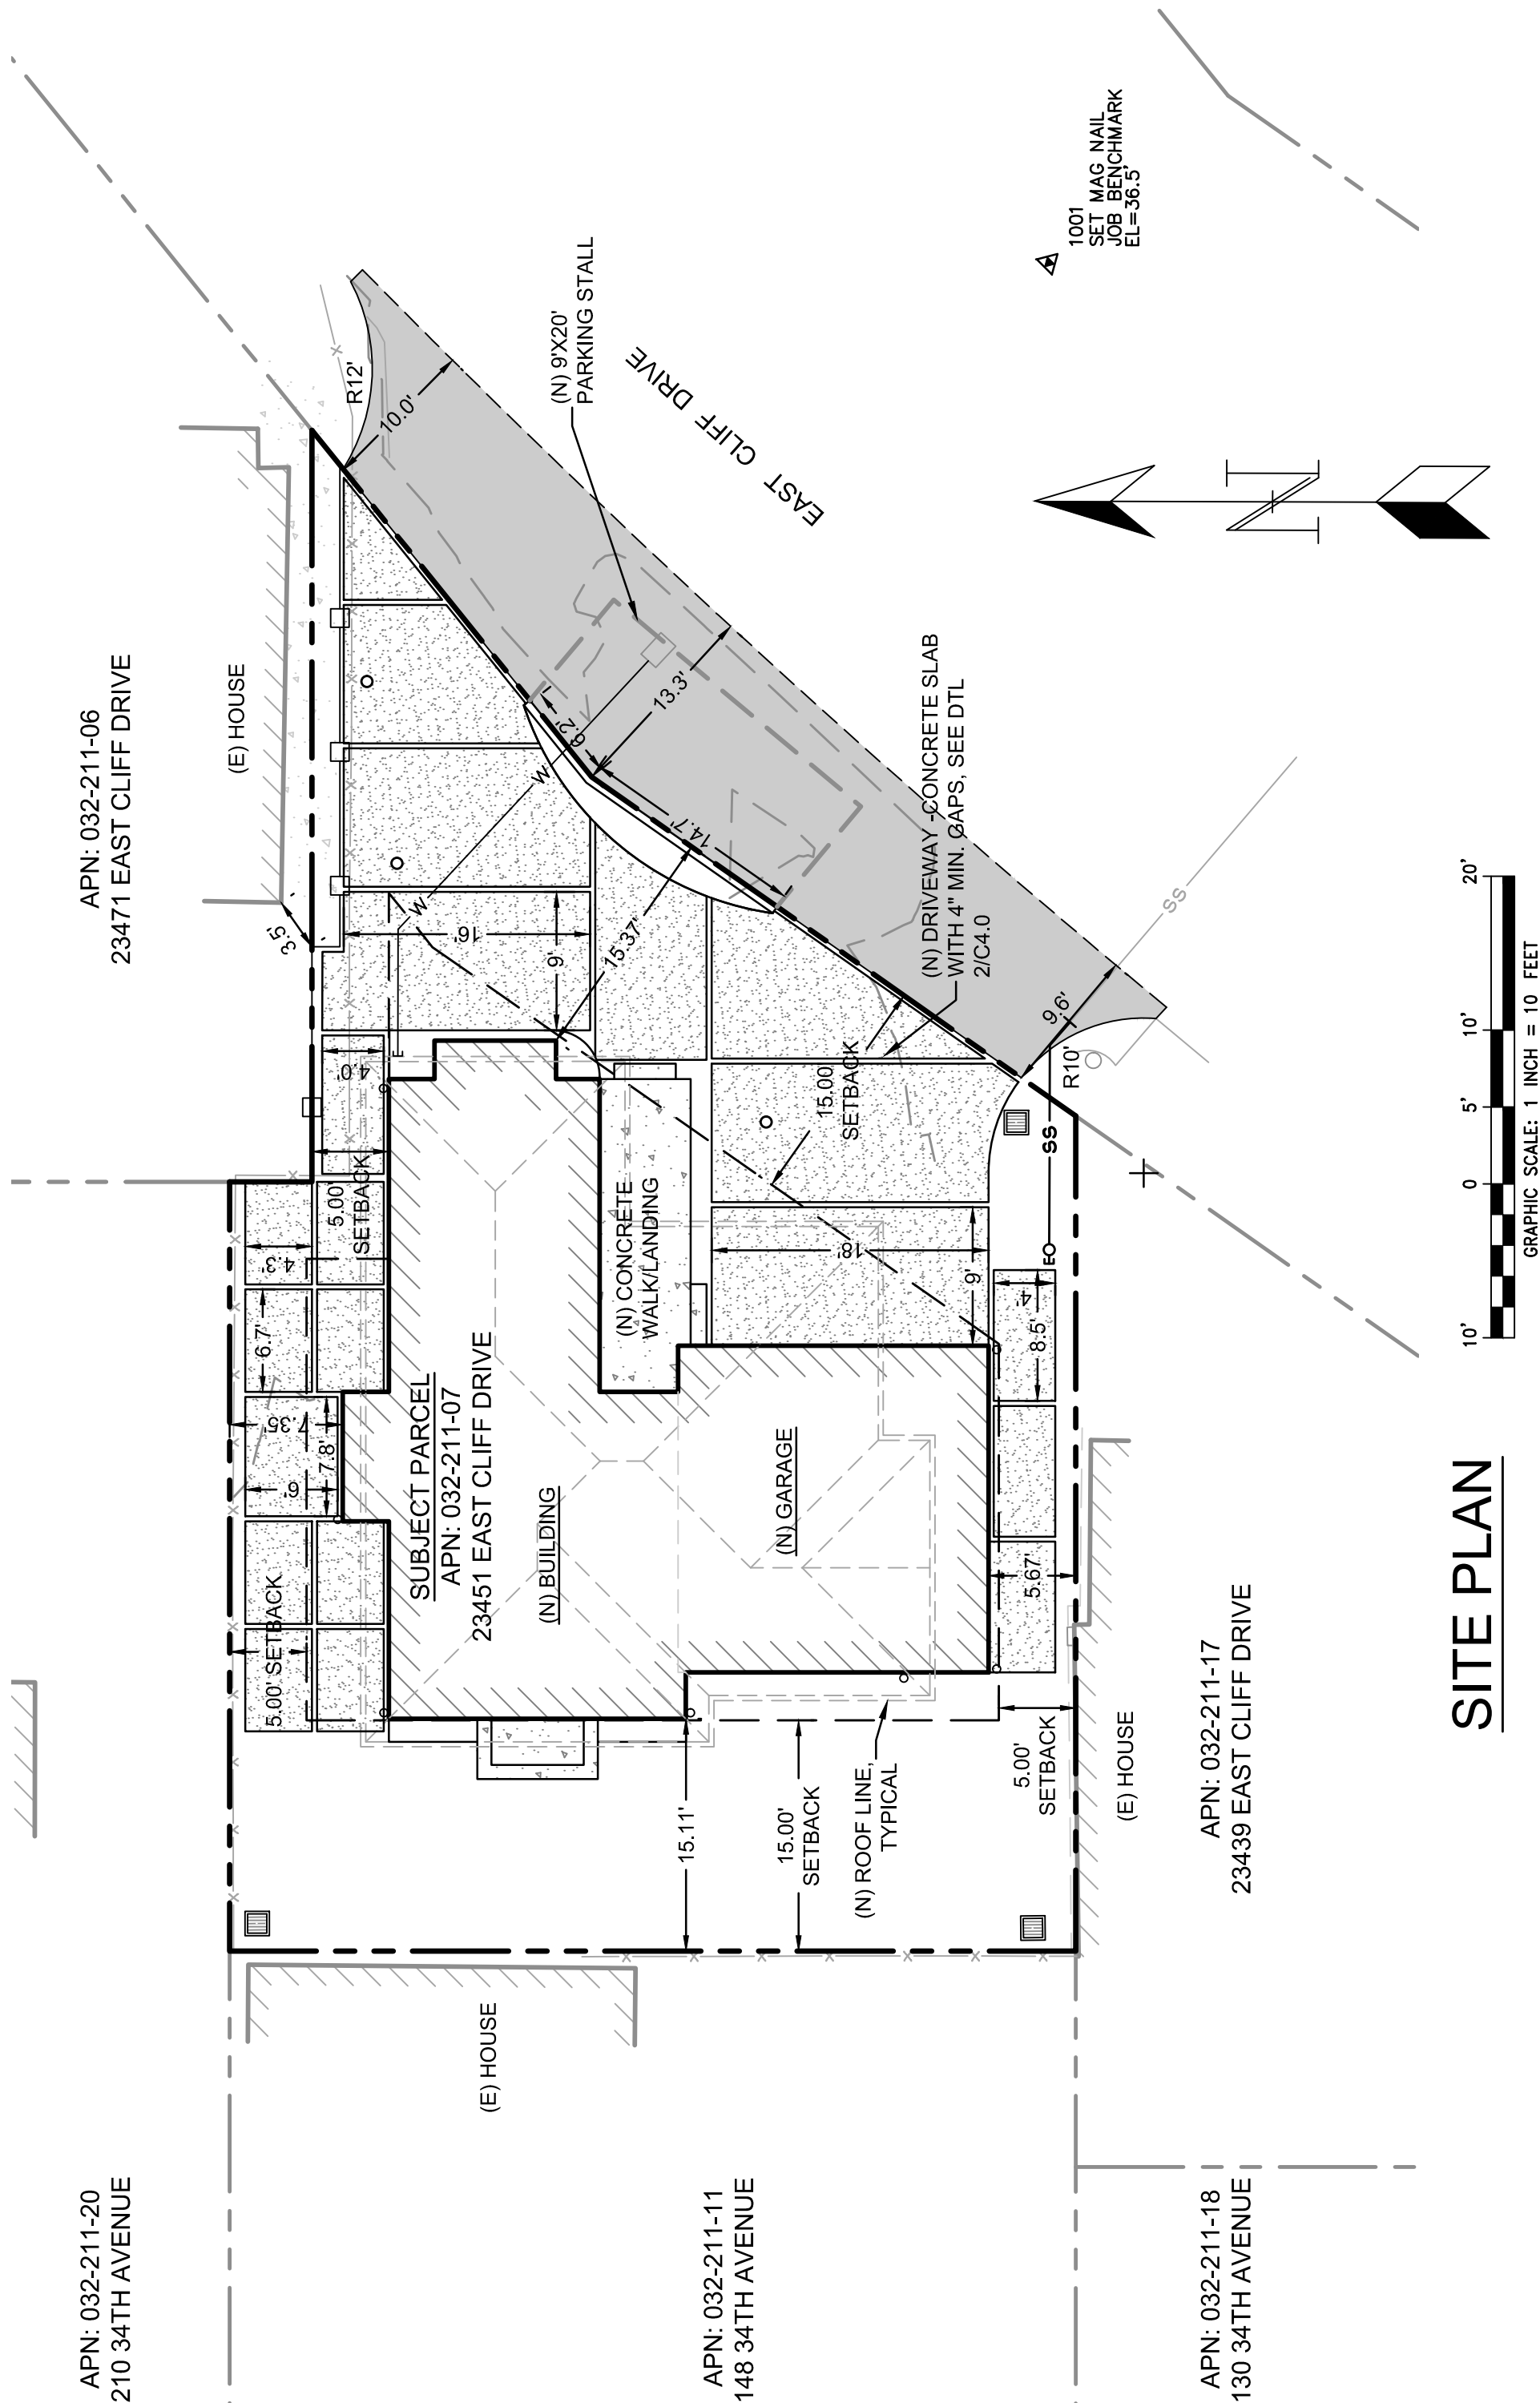 APN: 032-211-20
210 34TH AVENUE
APN: 032-211-06
23471 EAST CLIFF DRIVE
(E) HOUSE
3.5'
R12'
10.0'
(N) 9'X20'
PARKING STALL
EAST CLIFF DRIVE
1001
SET MAG NAIL
JOB BENCHMARK
EL=36.5'
5.00' SETBACK
6'
7.8'
7.35'
6.7'
4.3'
5.00'
SETBACK
4.0'
16'
9'
W
W
E
6.2'
13.3'
14.7'
15.37'
SUBJECT PARCEL
APN: 032-211-07
23451 EAST CLIFF DRIVE
(N) BUILDING
(N) CONCRETE
WALK/LANDING
(N) GARAGE
(E) HOUSE
15.11'
15.00'
SETBACK
(N) ROOF LINE,
TYPICAL
18'
9'
15.00'
SETBACK
(N) DRIVEWAY -CONCRETE SLAB
WITH 4" MIN. GAPS, SEE DTL
2/C4.0
9.6'
R10'
SS
SS
5.00'
SETBACK
5.67'
8.5'
4'
(E) HOUSE
APN: 032-211-11
148 34TH AVENUE
APN: 032-211-18
130 34TH AVENUE
APN: 032-211-17
23439 EAST CLIFF DRIVE
N
SITE PLAN
10' 0 5' 10' 20'
GRAPHIC SCALE: 1 INCH = 10 FEET